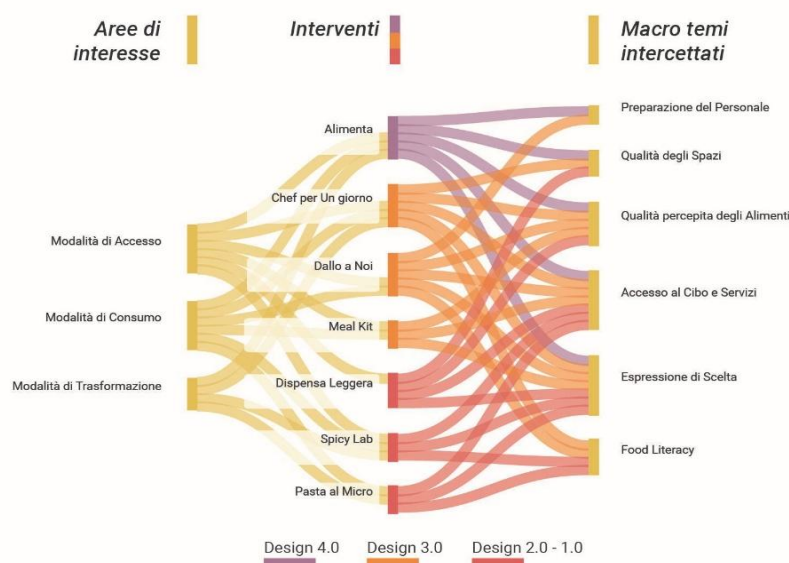 Aree di
interesse
Interventi
Macro temi
intercettati
Modalità di Accesso
Modalità di Consumo
Modalità di Trasformazione
Alimenta
Chef per Un giorno
Dallo a Noi
Meal Kit
Dispensa Leggera
Spicy Lab
Pasta al Micro
Preparazione del Personale
Qualità degli Spazi
Qualità percepita degli Alimenti
Accesso al Cibo e Servizi
Espressione di Scelta
Food Literacy
Design 4.0
Design 3.0
Design 2.0 - 1.0